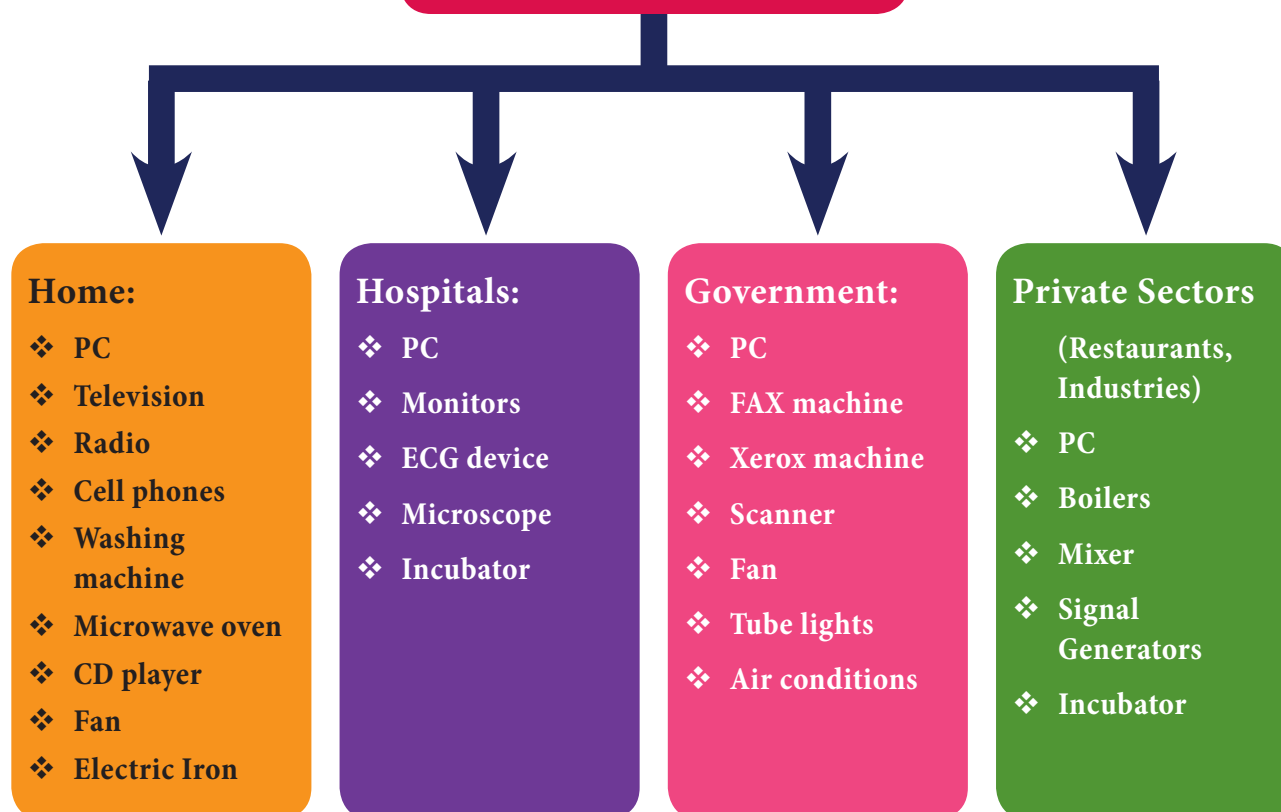 Home:
❖ PC
❖ Television
❖ Radio
❖ Cell phones
❖ Washing
machine
❖ Microwave oven
❖ CD player
❖ Fan
❖ Electric Iron
Hospitals:
❖ PC
❖ Monitors
❖ ECG device
❖ Microscope
❖ Incubator
Government:
❖ PC
❖ FAX machine
❖ Xerox machine
❖ Scanner
❖ Fan
❖ Tube lights
❖ Air conditions
Private Sectors
(Restaurants,
Industries)
❖ PC
❖ Boilers
❖ Mixer
❖ Signal
Generators
❖ Incubator